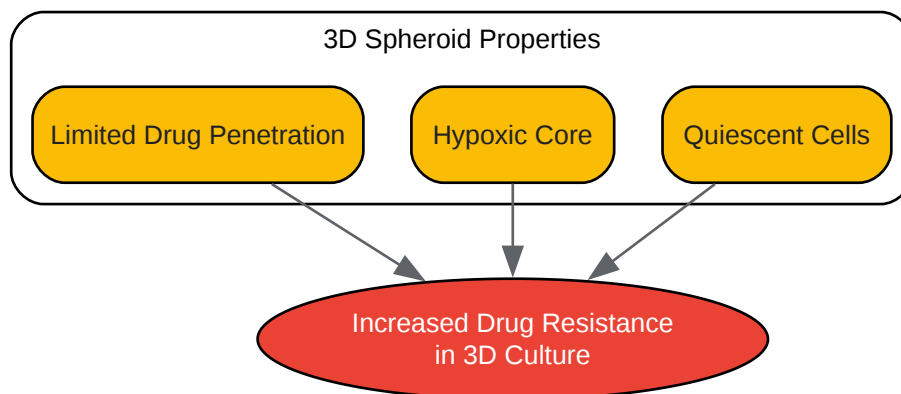 3D Spheroid Properties
Limited Drug Penetration
Hypoxic Core
Quiescent Cells
Increased Drug Resistance
in 3D Culture